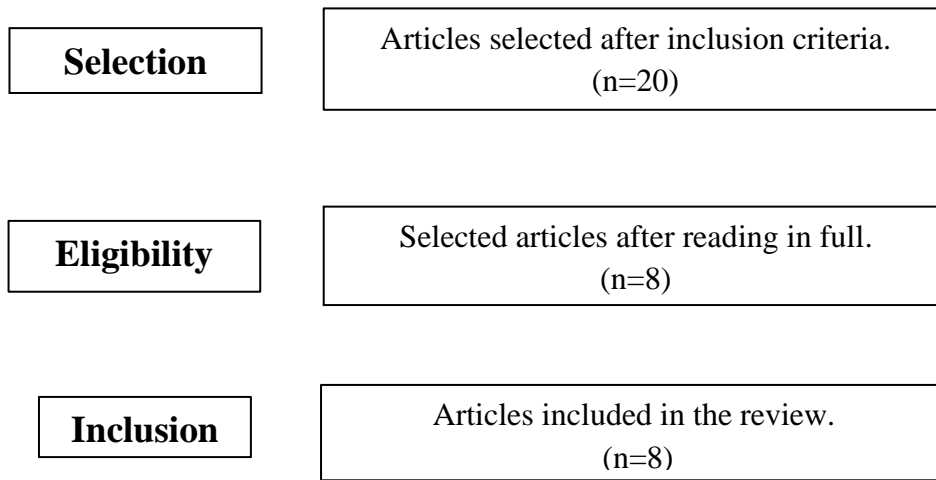 Selection
Articles selected after inclusion criteria.
(n=20)
Eligibility
Selected articles after reading in full.
(n=8)
Inclusion
Articles included in the review.
(n=8)